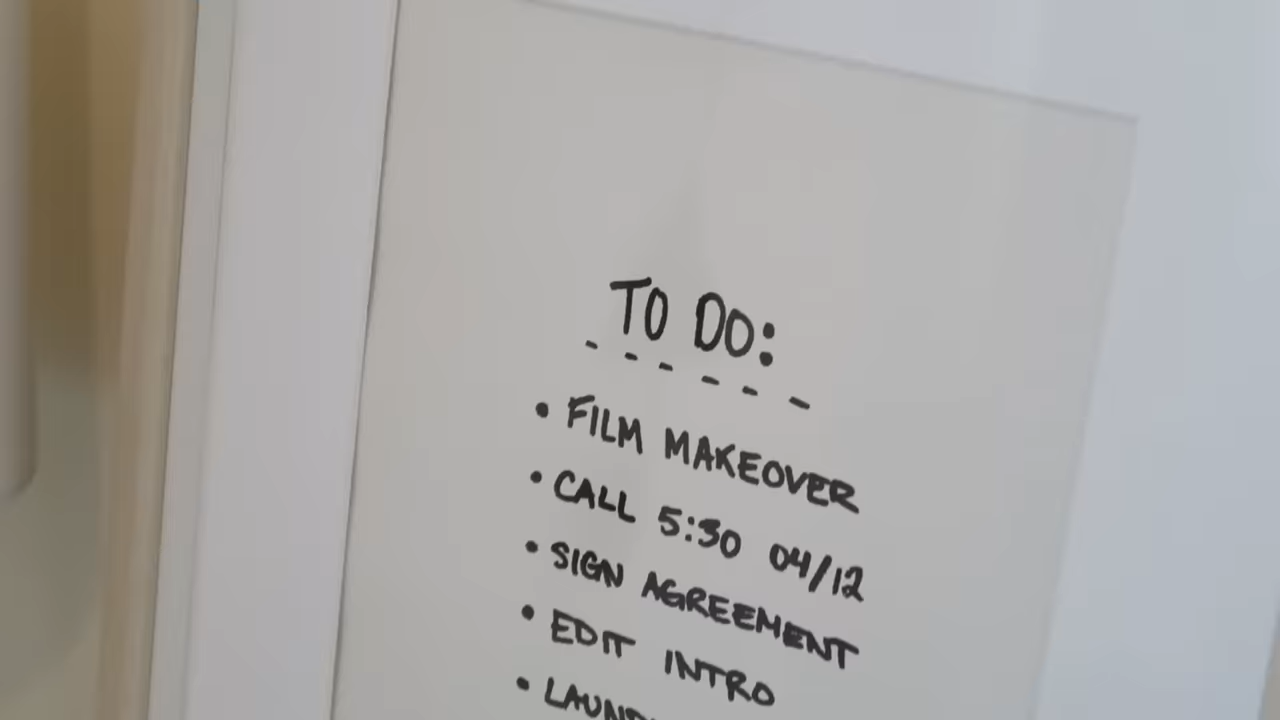 TO DO:
------
• FILM MAKEOVER
• CALL 5:30 04/12
• SIGN AGREEMENT
• EDIT INTRO